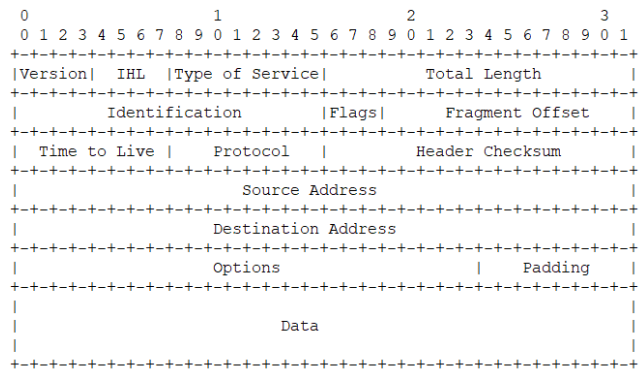 0                   1                   2                   3
 0 1 2 3 4 5 6 7 8 9 0 1 2 3 4 5 6 7 8 9 0 1 2 3 4 5 6 7 8 9 0 1
+-+-+-+-+-+-+-+-+-+-+-+-+-+-+-+-+-+-+-+-+-+-+-+-+-+-+-+-+-+-+-+-+
|Version|  IHL  |Type of Service|          Total Length         |
+-+-+-+-+-+-+-+-+-+-+-+-+-+-+-+-+-+-+-+-+-+-+-+-+-+-+-+-+-+-+-+-+
|         Identification        |Flags|      Fragment Offset    |
+-+-+-+-+-+-+-+-+-+-+-+-+-+-+-+-+-+-+-+-+-+-+-+-+-+-+-+-+-+-+-+-+
|  Time to Live |    Protocol   |         Header Checksum       |
+-+-+-+-+-+-+-+-+-+-+-+-+-+-+-+-+-+-+-+-+-+-+-+-+-+-+-+-+-+-+-+-+
|                       Source Address                          |
+-+-+-+-+-+-+-+-+-+-+-+-+-+-+-+-+-+-+-+-+-+-+-+-+-+-+-+-+-+-+-+-+
|                    Destination Address                        |
+-+-+-+-+-+-+-+-+-+-+-+-+-+-+-+-+-+-+-+-+-+-+-+-+-+-+-+-+-+-+-+-+
|                    Options                    |    Padding    |
+-+-+-+-+-+-+-+-+-+-+-+-+-+-+-+-+-+-+-+-+-+-+-+-+-+-+-+-+-+-+-+-+
|                                                               |
|                           Data                                |
|                                                               |
+-+-+-+-+-+-+-+-+-+-+-+-+-+-+-+-+-+-+-+-+-+-+-+-+-+-+-+-+-+-+-+-+